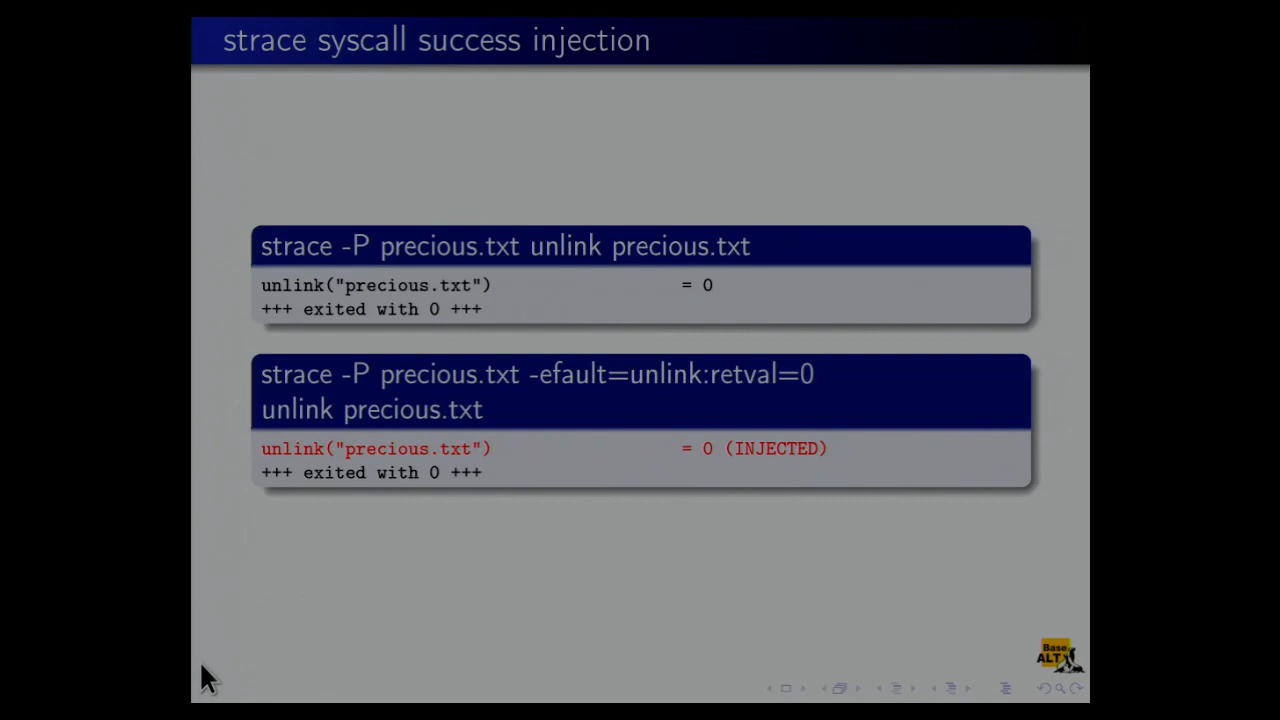 strace syscall success injection
strace -P precious.txt unlink precious.txt
unlink("precious.txt") = 0
+++ exited with 0 +++
strace -P precious.txt -efault=unlink:retval=0
unlink precious.txt
unlink("precious.txt") = 0 (INJECTED)
+++ exited with 0 +++
Base
ALT